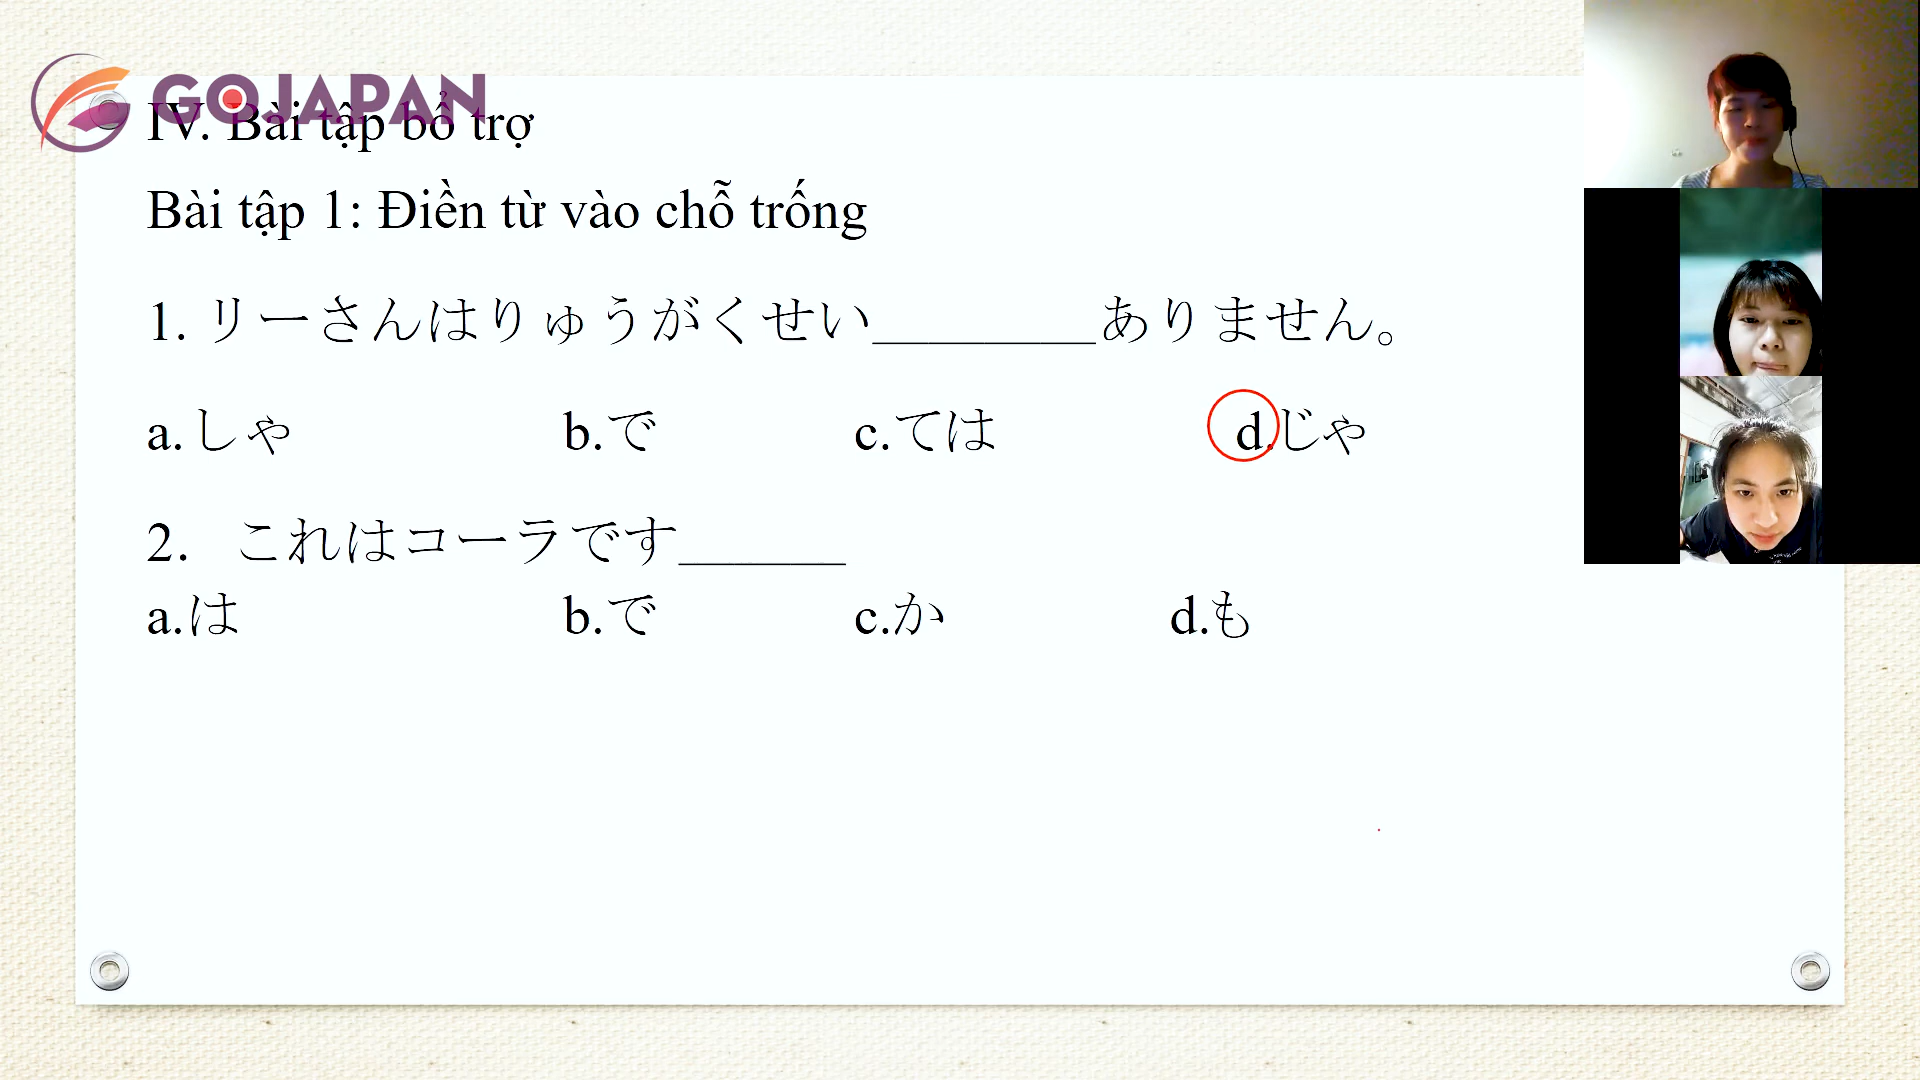 GOJAPAN
IV. Bài tập bổ trợ
Bài tập 1: Điền từ vào chỗ trống
1. リーさんはりゅうがくせい________ありません。
a.しゃ b.で c.ては d.じゃ
2. これはコーラです______
a.は b.で c.か d.も